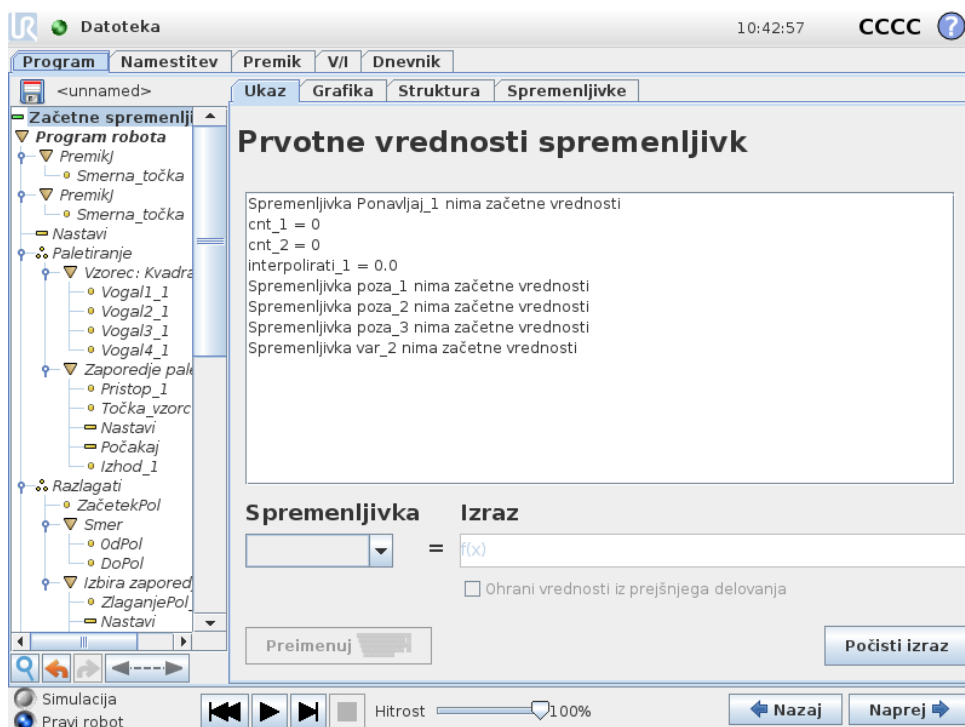 UR Datoteka 10:42:57 CCCC ?
Program Namestitev Premik V/I Dnevnik
<unnamed> Ukaz Grafika Struktura Spremenljivke
Začetne spremenlji
Program robota
PremikJ
Smerna_točka
PremikJ
Smerna_točka
Nastavi
Paletiranje
Vzorec: Kvadra
Vogal1_1
Vogal2_1
Vogal3_1
Vogal4_1
Zaporedje pale
Pristop_1
Točka_vzorc
Nastavi
Počakaj
Izhod_1
Razlagati
ZačetekPol
Smer
OdPol
DoPol
Izbira zapored
ZlaganjePol_
Nastavi
Prvotne vrednosti spremenljivk
Spremenljivka Ponavljaj_1 nima začetne vrednosti
cnt_1 = 0
cnt_2 = 0
interpolirati_1 = 0.0
Spremenljivka poza_1 nima začetne vrednosti
Spremenljivka poza_2 nima začetne vrednosti
Spremenljivka poza_3 nima začetne vrednosti
Spremenljivka var_2 nima začetne vrednosti
Spremenljivka Izraz
= f(x)
Ohrani vrednosti iz prejšnjega delovanja
Preimenuj
Počisti izraz
Simulacija
Pravi robot
Hitrost 100%
Nazaj Naprej